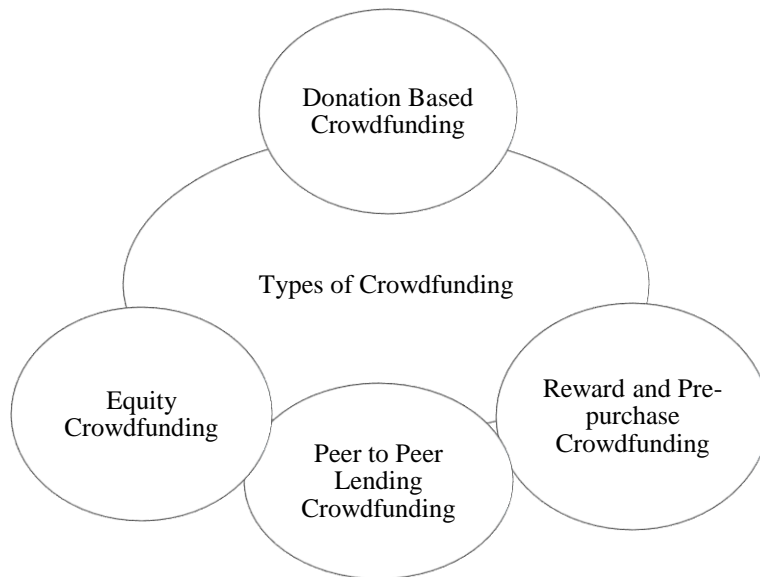 Donation Based
Crowdfunding
Types of Crowdfunding
Equity
Crowdfunding
Peer to Peer
Lending
Crowdfunding
Reward and Pre-
purchase
Crowdfunding